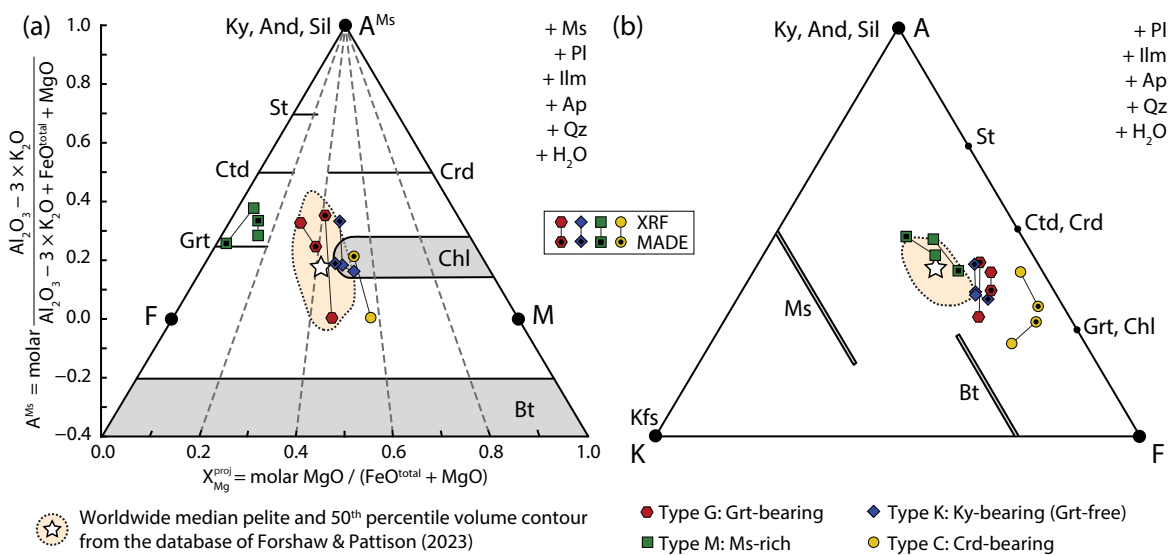 (a)
Ky, And, Sil
A^Ms
+ Ms
+ Pl
+ Ilm
+ Ap
+ Qz
+ H₂O
1.0
0.8
0.6
0.4
0.2
0.0
−0.2
−0.4
A^Ms = molar
Al₂O₃ − 3 × K₂O
Al₂O₃ − 3 × K₂O + FeO^total + MgO
St
Ctd
Crd
Grt
Chl
F
M
Bt
0.0
0.2
0.4
0.6
0.8
1.0
X^proj_Mg = molar MgO / (FeO^total + MgO)
XRF
MADE
(b)
Ky, And, Sil
A
+ Pl
+ Ilm
+ Ap
+ Qz
+ H₂O
St
Ctd, Crd
Grt, Chl
Ms
Bt
Kfs
K
F
Worldwide median pelite and 50th percentile volume contour
from the database of Forshaw & Pattison (2023)
Type G: Grt-bearing
Type K: Ky-bearing (Grt-free)
Type M: Ms-rich
Type C: Crd-bearing